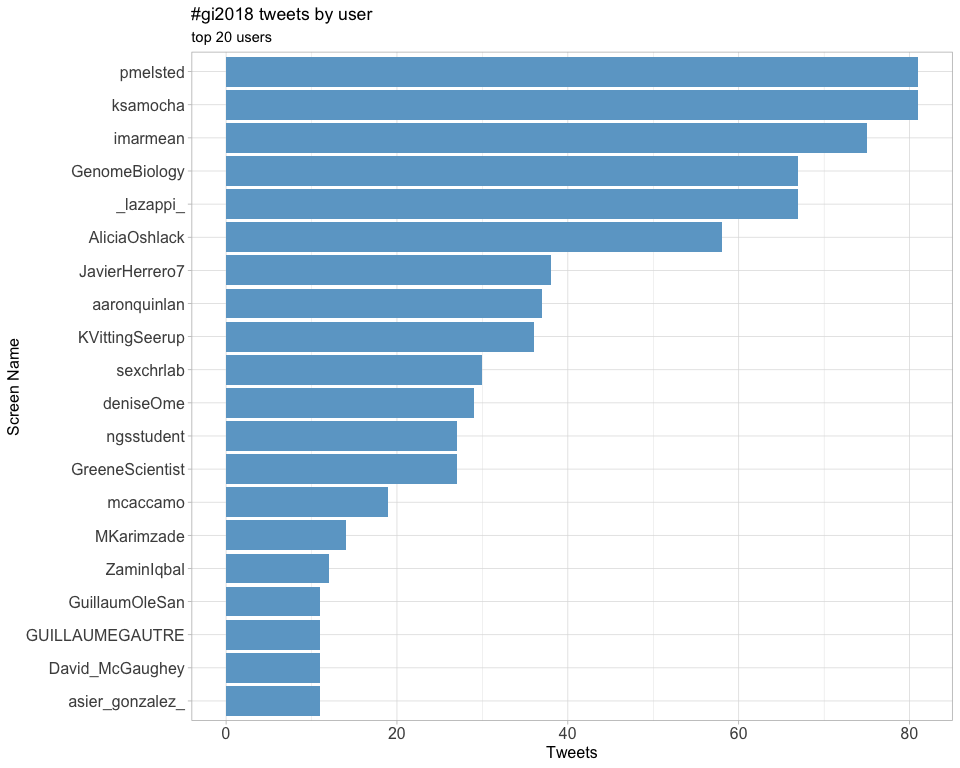 #gi2018 tweets by user
top 20 users
Screen Name
pmelsted
ksamocha
imarmean
GenomeBiology
_lazappi_
AliciaOshlack
JavierHerrero7
aaronquinlan
KVittingSeerup
sexchrlab
deniseOme
ngsstudent
GreeneScientist
mcaccamo
MKarimzade
ZaminIqbal
GuillaumOleSan
GUILLAUMEGAUTRE
David_McGaughey
asier_gonzalez_
0 20 40 60 80
Tweets